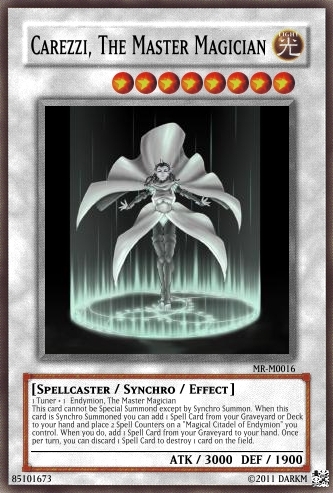 CAREZZI, THE MASTER MAGICIAN
LIGHT
光
MR-M0016
[SPELLCASTER / SYNCHRO / EFFECT]
1 Tuner + 1 Endymion, The Master Magician
This card cannot be Special Summoned except by Synchro Summon. When this
card is Synchro Summoned you can add 1 Spell Card from your Graveyard or Deck
to your hand and place 2 Spell Counters on a "Magical Citadel of Endymion" you
control. When you do, add 1 Spell Card from your Graveyard to your hand. Once
per turn, you can discard 1 Spell Card to destroy 1 card on the field.
ATK / 3000 DEF / 1900
85101673
©2011 DARKM